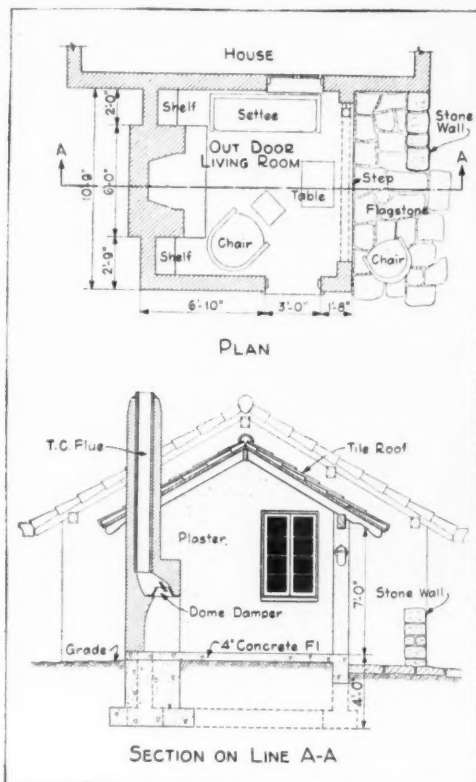 HOUSE
Shelf
Settee
Stone
Wall
OUT DOOR
LIVING ROOM
A
A
Step
Table
Flagstone
Chair
Chair
Shelf
2'-0"
10'-9"
6'-0"
2'-9"
6'-10"
3'-0"
1'-8"
PLAN
T.C. Flue
Tile Roof
Plaster
Stone
Wall
7'-0"
Dome Damper
Grade
4" Concrete Fl
4'-0"
SECTION ON LINE A-A